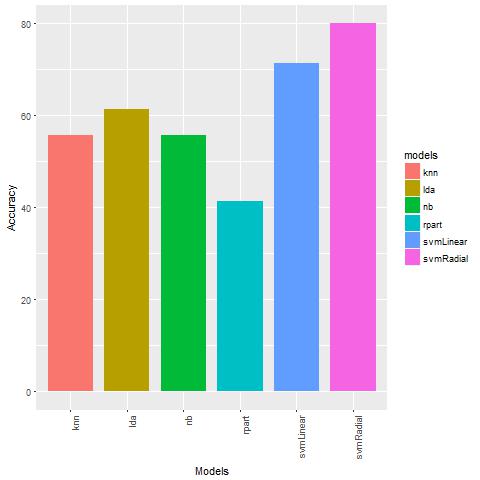 80
60
40
20
0
Accuracy
knn
lda
nb
rpart
svmLinear
svmRadial
Models
models
knn
lda
nb
rpart
svmLinear
svmRadial